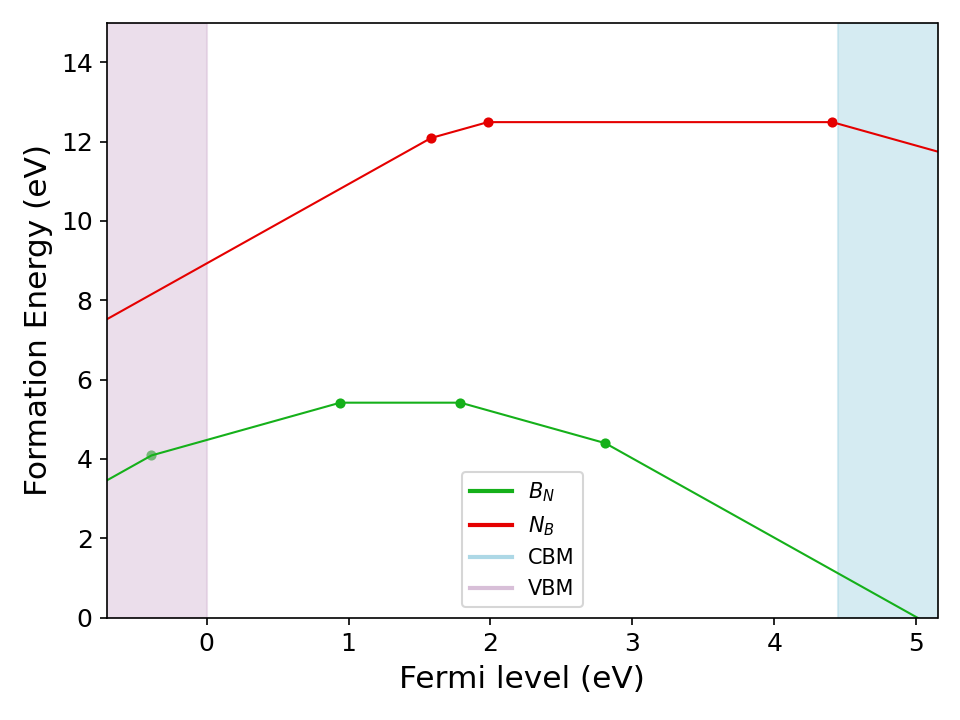 Formation Energy (eV)
14
12
10
8
6
4
2
0
B_N
N_B
CBM
VBM
0 1 2 3 4 5
Fermi level (eV)